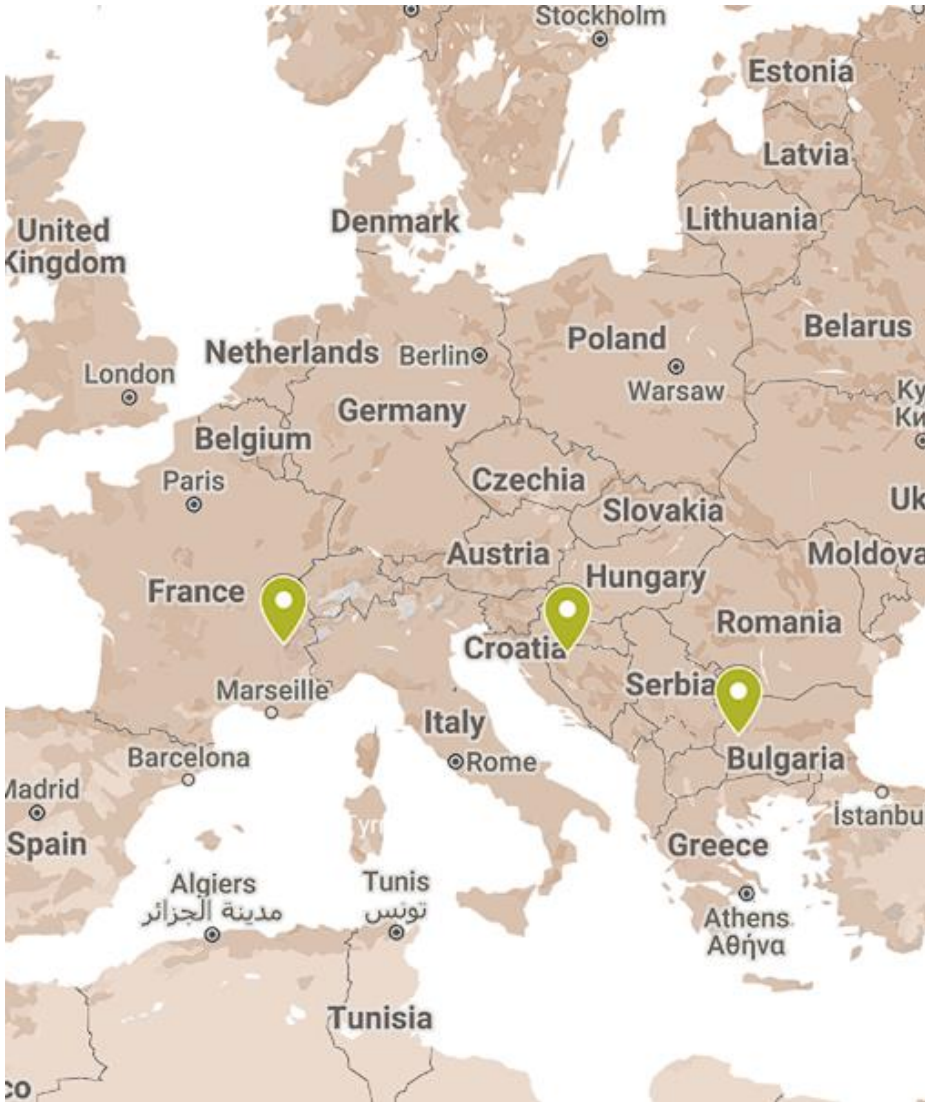 Stockholm
Estonia
Latvia
United
Kingdom
Denmark
Lithuania
Belarus
Poland
Netherlands
Berlin
London
Warsaw
Germany
Belgium
Paris
Czechia
Slovakia
Austria
Moldova
France
Hungary
Romania
Croatia
Serbia
Marseille
Italy
Barcelona
Rome
Bulgaria
Madrid
İstanbu
Spain
Greece
Algiers
مدينة الجزائر
Tunis
تونس
Athens
Αθήνα
Tunisia